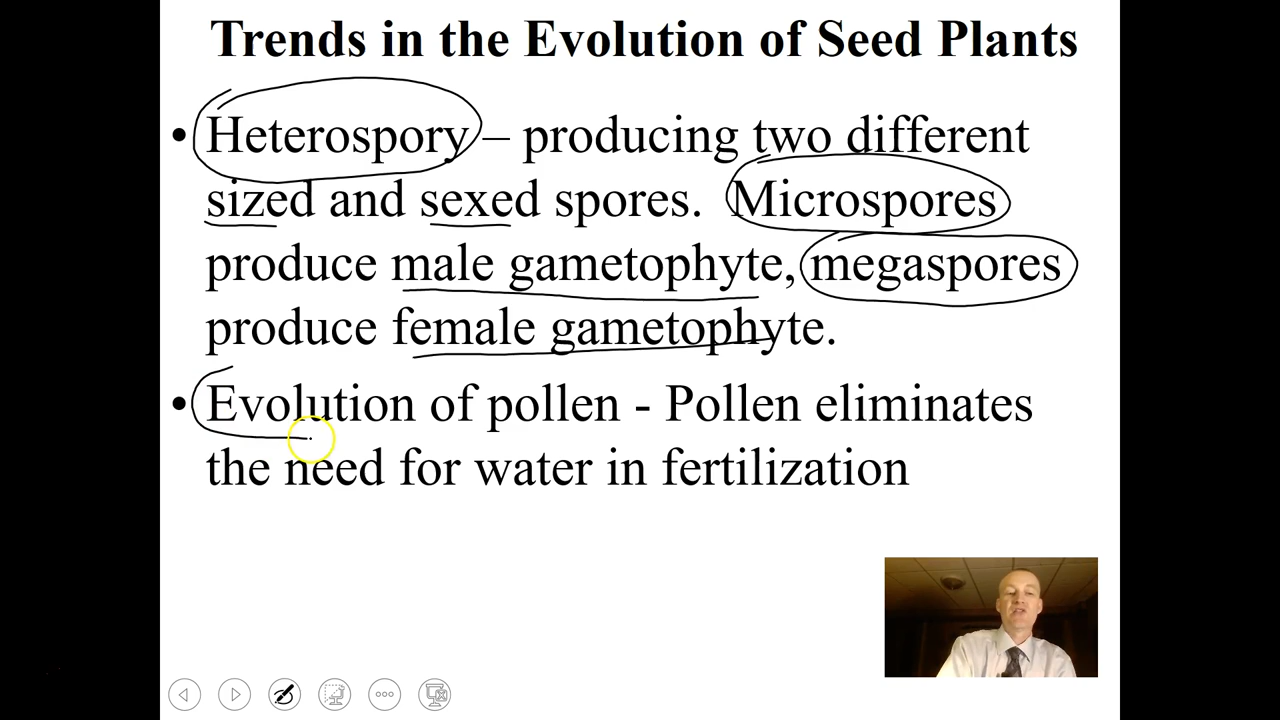 Trends in the Evolution of Seed Plants
• Heterospory – producing two different
sized and sexed spores. Microspores
produce male gametophyte, megaspores
produce female gametophyte.
• Evolution of pollen - Pollen eliminates
the need for water in fertilization